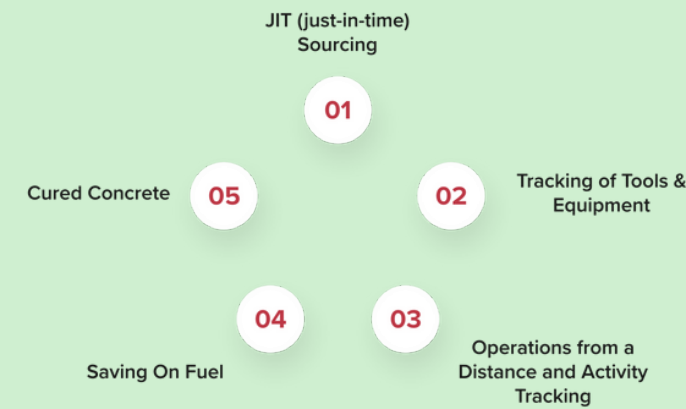 JIT (just-in-time)
Sourcing
01
Tracking of Tools &
Equipment
02
Operations from a
Distance and Activity
Tracking
03
Saving On Fuel
04
Cured Concrete
05